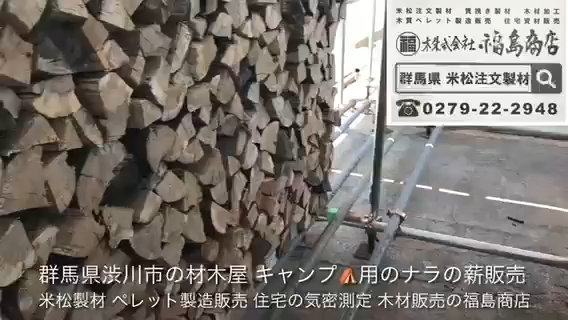 米松注文製材 賃挽き製材 木材加工
木質ペレット製造販売 住宅資材販売
福 木株式会社 福島商店
群馬県 米松注文製材
☎0279-22-2948
群馬県渋川市の材木屋 キャンプ⛺用のナラの薪販売
米松製材 ペレット製造販売 住宅の気密測定 木材販売の福島商店